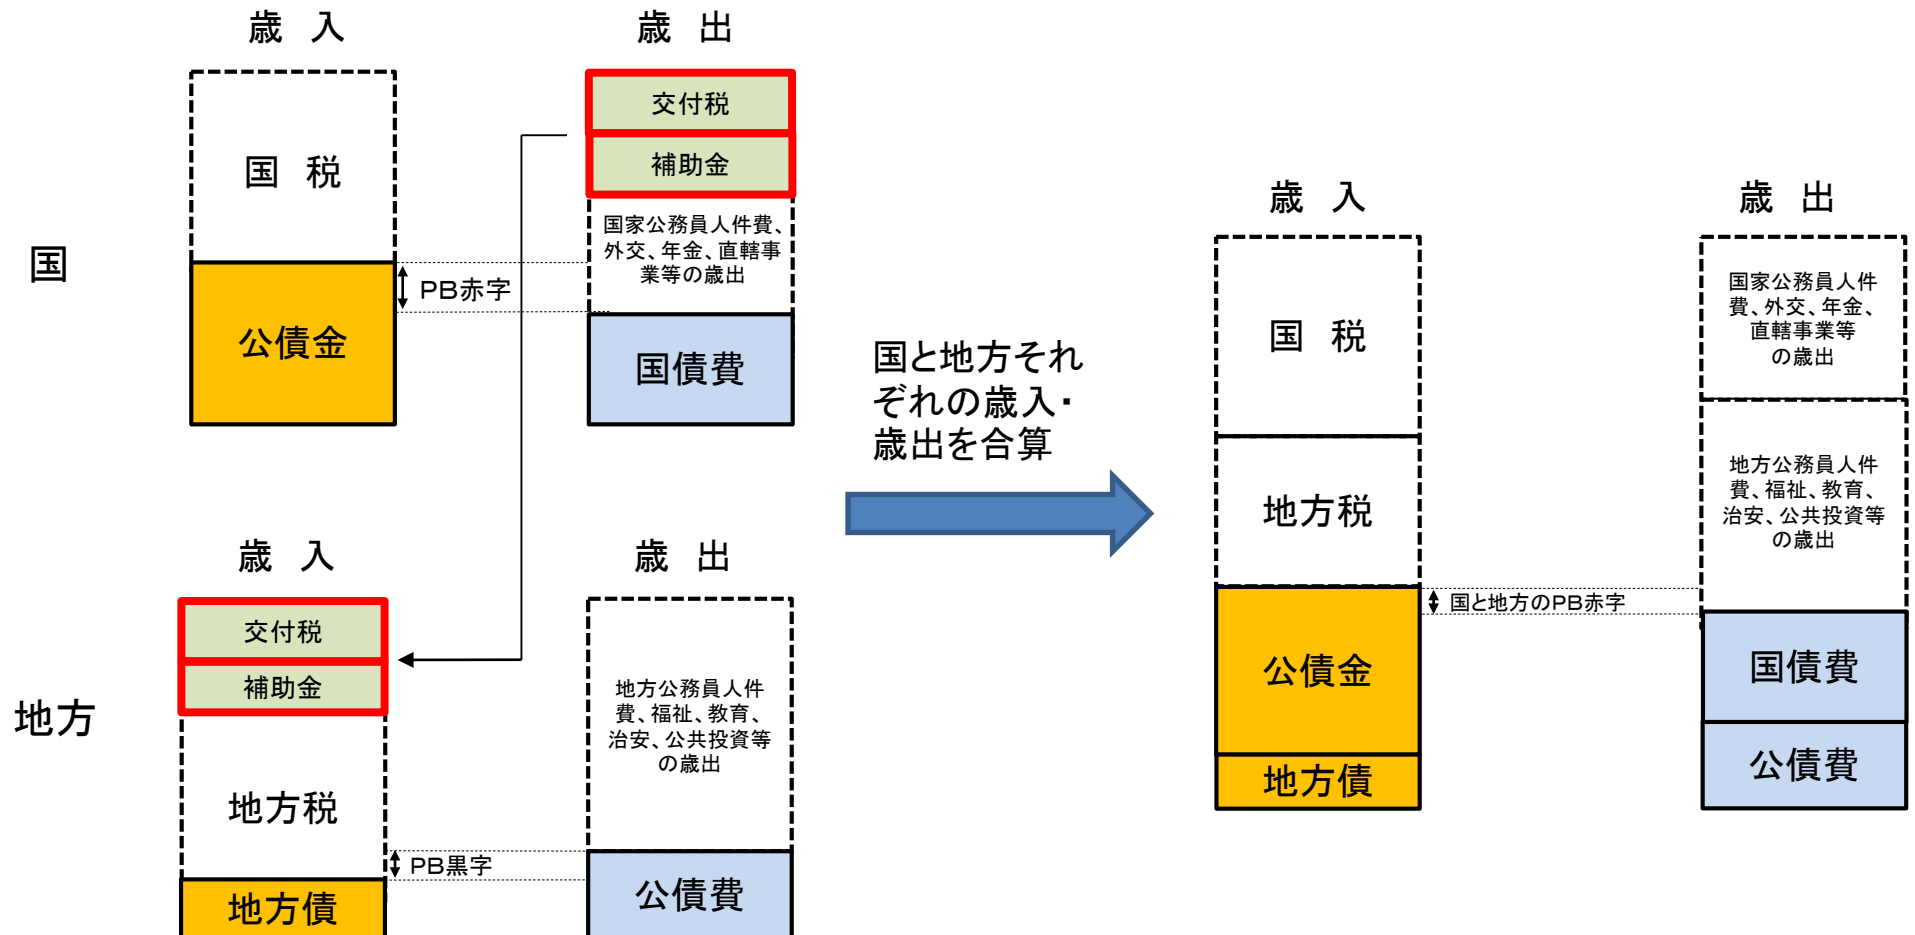 歳 入
歳 出
国
国 税
公債金
交付税
補助金
国家公務員人件費、
外交、年金、直轄事
業等の歳出
PB赤字
国債費
地方
歳 入
歳 出
交付税
補助金
地方税
地方債
PB黒字
地方公務員人件
費、福祉、教育、
治安、公共投資等
の歳出
公債費
国と地方それ
ぞれの歳入・
歳出を合算
歳 入
歳 出
国 税
地方税
公債金
地方債
国と地方のPB赤字
国家公務員人件
費、外交、年金、
直轄事業等
の歳出
地方公務員人件
費、福祉、教育、
治安、公共投資等
の歳出
国債費
公債費